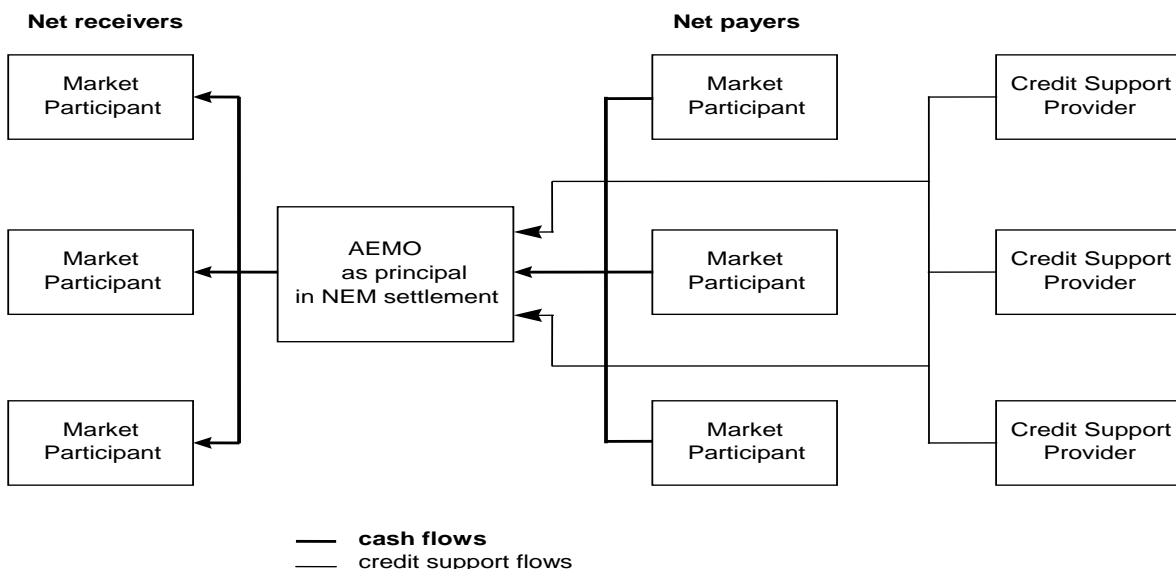 Net receivers
Net payers
Market
Participant
Market
Participant
Credit Support
Provider
Market
Participant
AEMO
as principal
in NEM settlement
Market
Participant
Credit Support
Provider
Market
Participant
Market
Participant
Credit Support
Provider
cash flows
credit support flows